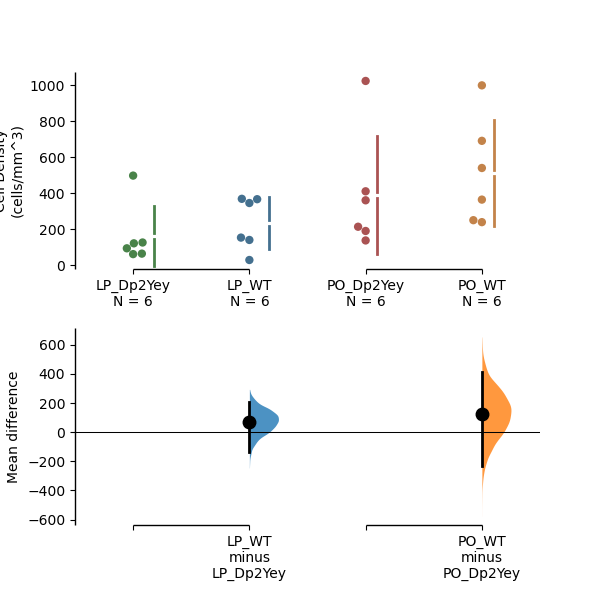 Cell Density
(cells/mm^3)
1000
800
600
400
200
0
LP_Dp2Yey
N = 6
LP_WT
N = 6
PO_Dp2Yey
N = 6
PO_WT
N = 6
Mean difference
600
400
200
0
−200
−400
−600
LP_WT
minus
LP_Dp2Yey
PO_WT
minus
PO_Dp2Yey